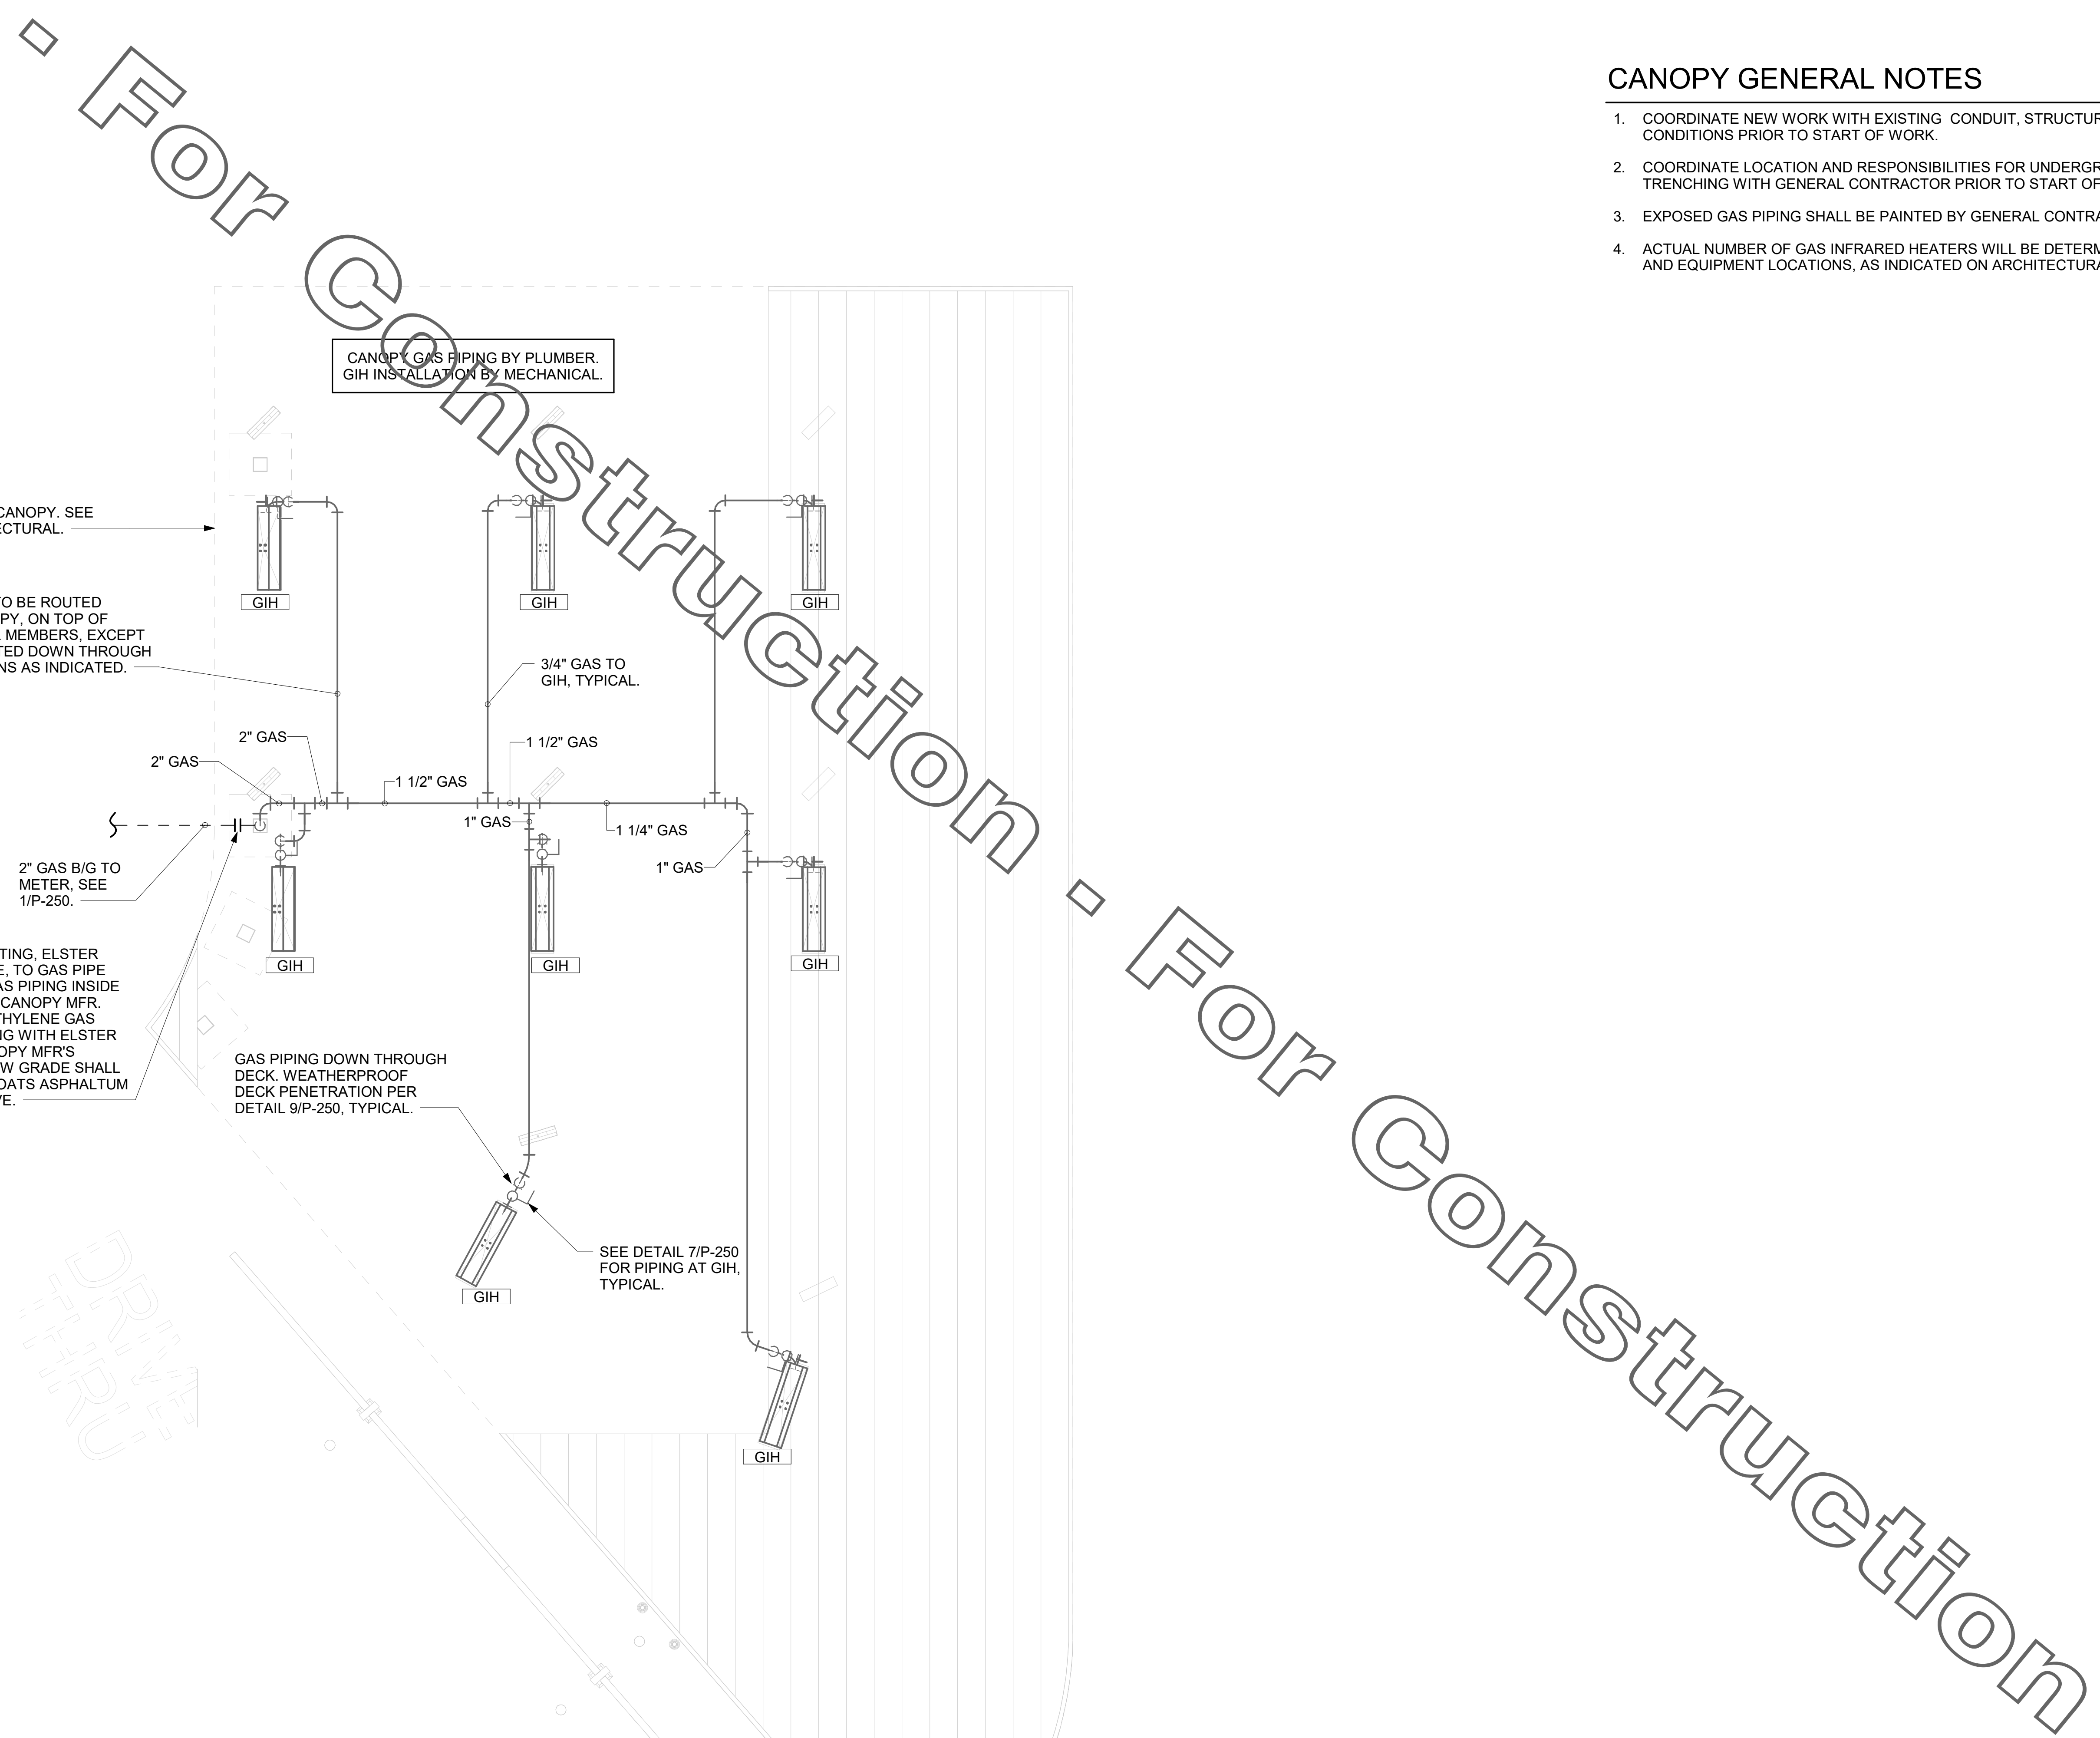 - For Construction - For Construction
CANOPY GENERAL NOTES
1. COORDINATE NEW WORK WITH EXISTING CONDUIT, STRUCTUR
CONDITIONS PRIOR TO START OF WORK.
2. COORDINATE LOCATION AND RESPONSIBILITIES FOR UNDERGR
TRENCHING WITH GENERAL CONTRACTOR PRIOR TO START OF
3. EXPOSED GAS PIPING SHALL BE PAINTED BY GENERAL CONTRA
4. ACTUAL NUMBER OF GAS INFRARED HEATERS WILL BE DETERM
AND EQUIPMENT LOCATIONS, AS INDICATED ON ARCHITECTURA
CANOPY GAS PIPING BY PLUMBER.
GIH INSTALLATION BY MECHANICAL.
CANOPY. SEE
ECTURAL.
GIH
GIH
GIH
TO BE ROUTED
PY, ON TOP OF
MEMBERS, EXCEPT
TED DOWN THROUGH
NS AS INDICATED.
3/4" GAS TO
GIH, TYPICAL.
2" GAS
1 1/2" GAS
2" GAS
1 1/2" GAS
1" GAS
1 1/4" GAS
1" GAS
2" GAS B/G TO
METER, SEE
1/P-250.
GIH
GIH
GIH
TING, ELSTER
E, TO GAS PIPE
AS PIPING INSIDE
CANOPY MFR.
THYLENE GAS
NG WITH ELSTER
OPY MFR'S
W GRADE SHALL
OATS ASPHALTUM
VE.
GAS PIPING DOWN THROUGH
DECK. WEATHERPROOF
DECK PENETRATION PER
DETAIL 9/P-250, TYPICAL.
SEE DETAIL 7/P-250
FOR PIPING AT GIH,
TYPICAL.
GIH
GIH
DRIVE
THRU